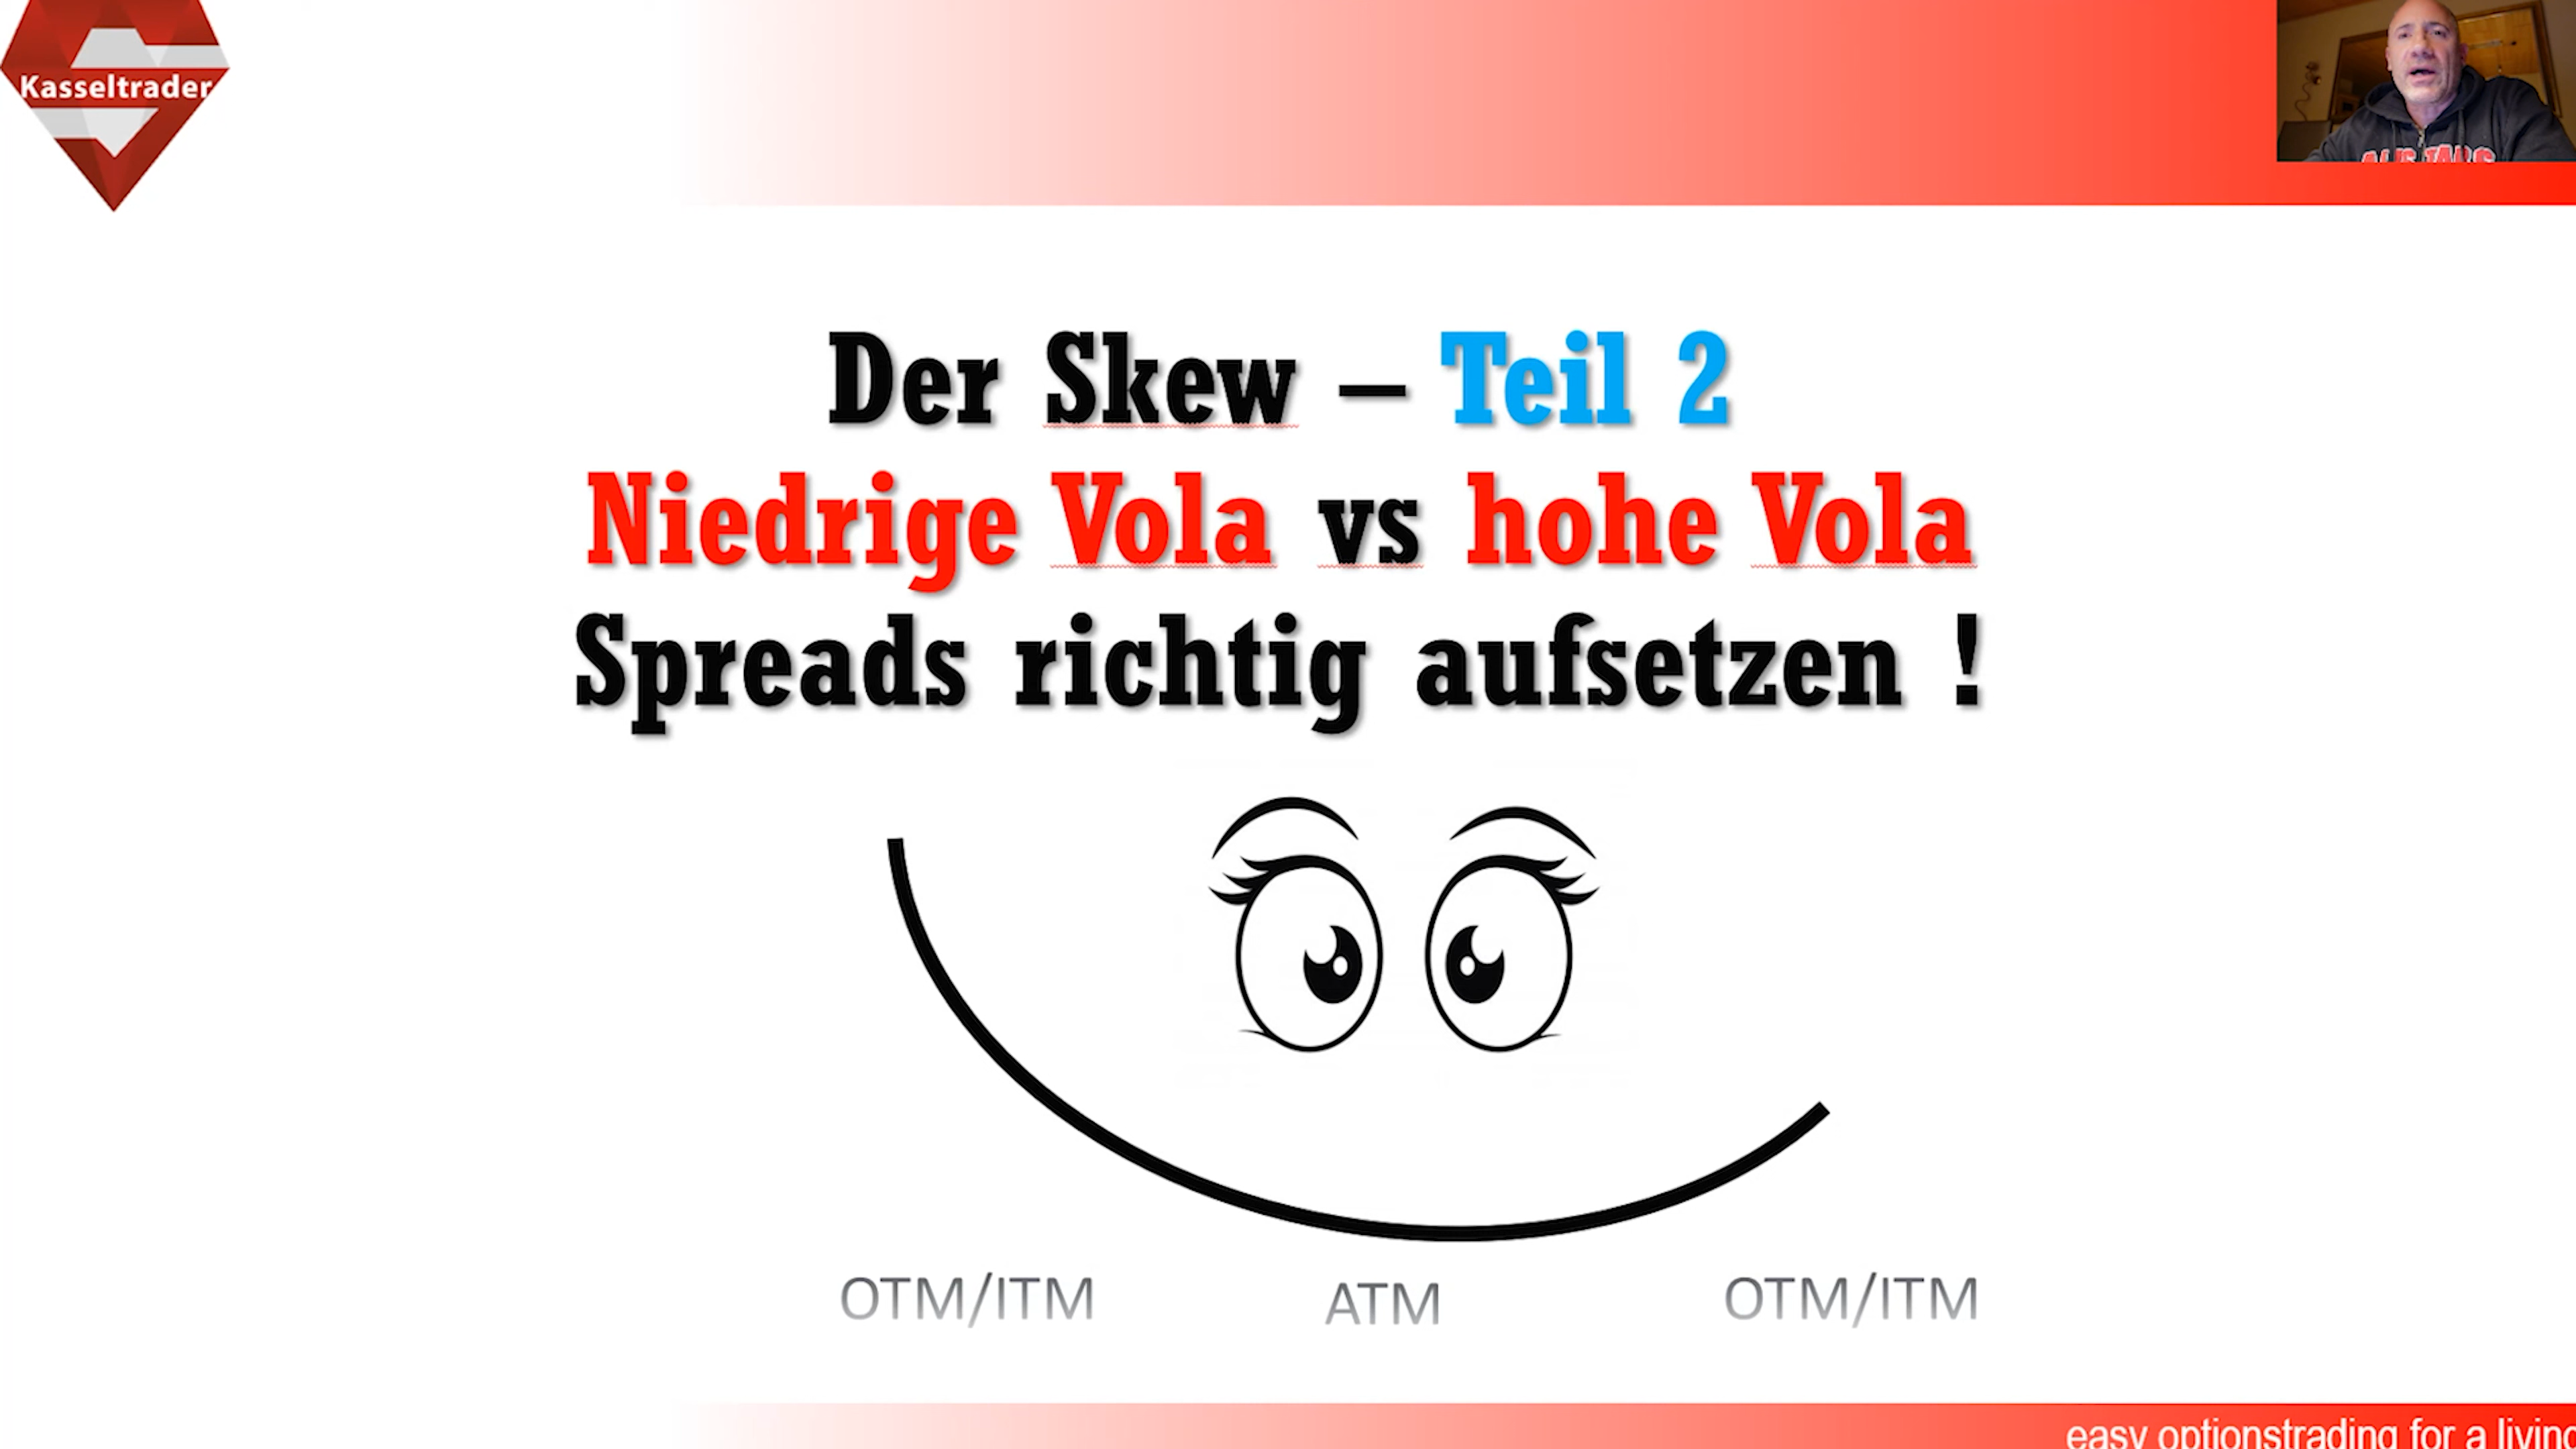 Kasseltrader
Der Skew – Teil 2
Niedrige Vola vs hohe Vola
Spreads richtig aufsetzen !
OTM/ITM ATM OTM/ITM
easy optionstrading for a living